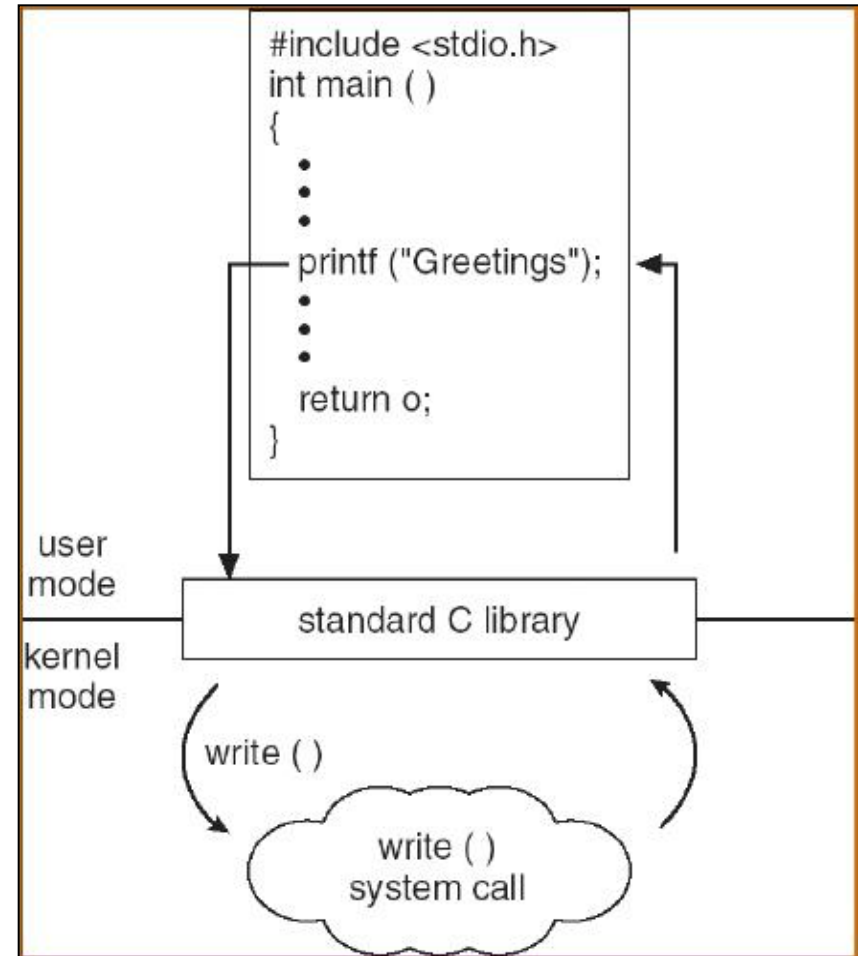 #include <stdio.h>
int main ( )
{
•
•
•
printf ("Greetings");
•
•
•
return o;
}
user
mode
standard C library
kernel
mode
write ( )
write ( )
system call